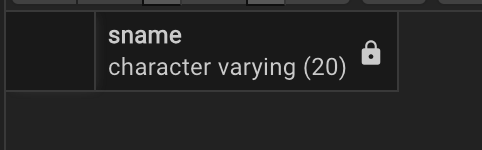 sname
character varying (20)